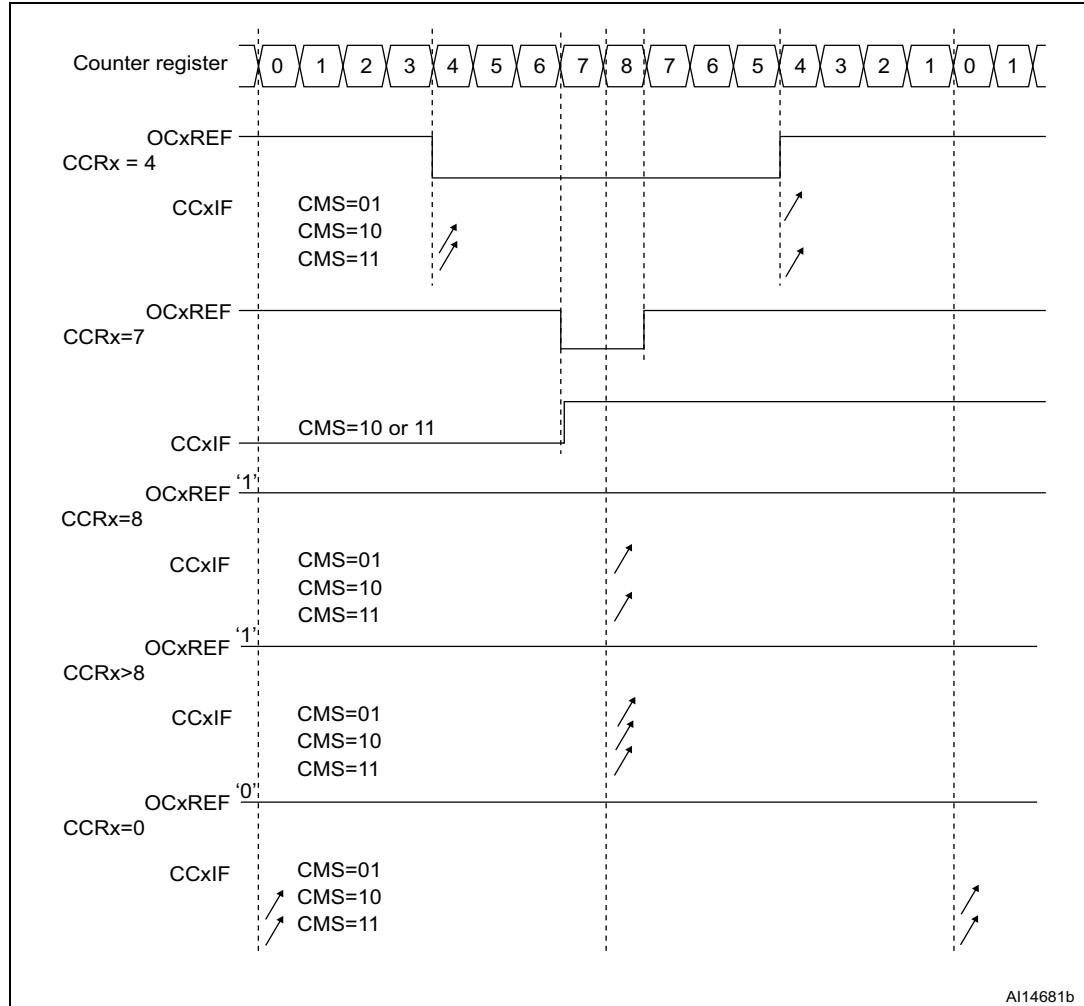 Counter register 0 1 2 3 4 5 6 7 8 7 6 5 4 3 2 1 0 1
OCxREF
CCRx = 4
CCxIF CMS=01
CMS=10
CMS=11
OCxREF
CCRx=7
CMS=10 or 11
CCxIF
OCxREF '1'
CCRx=8
CCxIF CMS=01
CMS=10
CMS=11
OCxREF '1'
CCRx>8
CCxIF CMS=01
CMS=10
CMS=11
OCxREF '0'
CCRx=0
CCxIF CMS=01
CMS=10
CMS=11
AI14681b